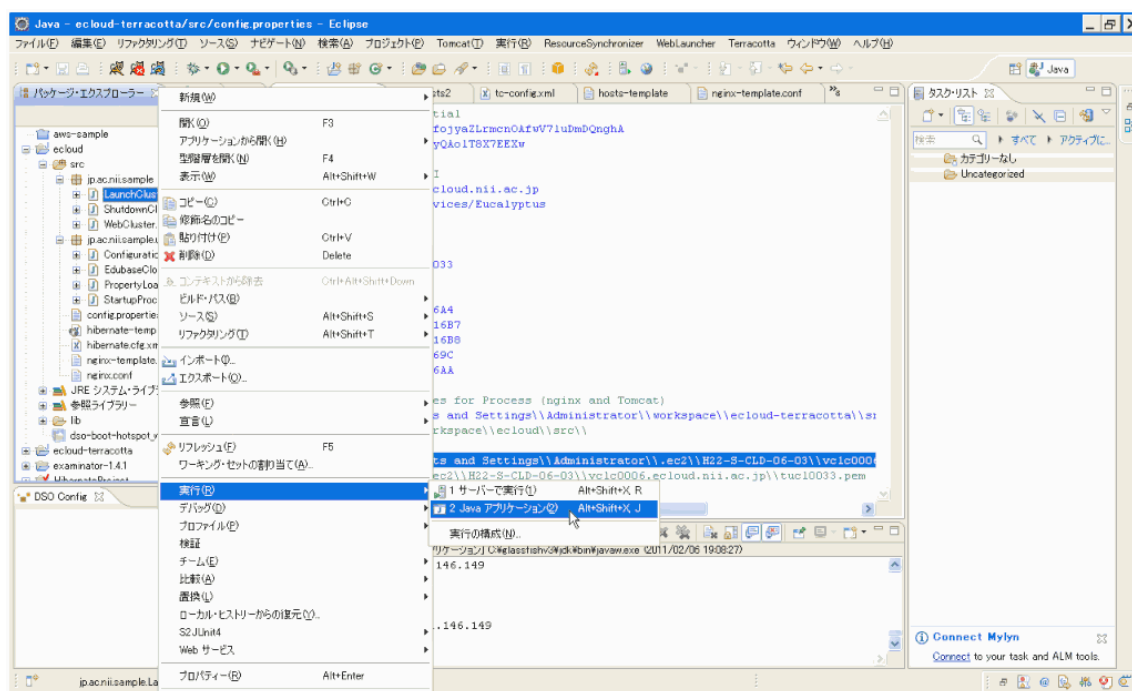 Java - ecloud-terracotta/src/config.properties - Eclipse
ファイル(F) 編集(E) リファクタリング(T) ソース(S) ナビゲート(N) 検索(A) プロジェクト(P) Tomcat(T) 実行(R) ResourceSynchronizer WebLauncher Terracotta ウィンドウ(W) ヘルプ(H)
Java
パッケージ・エクスプローラー
aws-sample
ecloud
src
jp.ac.nii.sample
LaunchClus
ShutdownCl
WebCluster.
jp.ac.nii.sample.u
Configuratic
EdubaseClo
PropertyLoa
StartupProc
config.propertie
hibernate-temp
hibernate.cfg.xm
nginx-template.
nginx.conf
JRE システム・ライブ
参照ライブラリー
lib
dso-boot-hotspot_w
ecloud-terracotta
examinator-1.4.1
HibernateProject
DSO Config
新規(W)
開く(O) F3
アプリケーションから開く(H)
型階層を開く(N) F4
表示(W) Alt+Shift+W
コピー(C) Ctrl+C
修飾名のコピー
貼り付け(P) Ctrl+V
削除(D) Delete
コンテキストから除去 Ctrl+Alt+Shift+Down
ビルド・パス(B)
ソース(S) Alt+Shift+S
リファクタリング(T) Alt+Shift+T
インポート(I)...
エクスポート(O)...
参照(F)
宣言(L)
リフレッシュ(F) F5
ワーキング・セットの割り当て(A)...
実行(R)
デバッグ(D)
プロファイル(P)
検証
チーム(E)
比較(A)
置換(L)
ローカル・ヒストリーからの復元(Y)...
S2JUnit4
Web サービス
プロパティー(R) Alt+Enter
1 サーバーで実行(1) Alt+Shift+X, R
2 Java アプリケーション(2) Alt+Shift+X, J
実行の構成(N)...
sts2 tc-config.xml hosts-template nginx-template.conf
tial
fojyaZLrmcnOAfwV7luDmDQnghA
yQAo1T8X7EEXw
I
cloud.nii.ac.jp
vices/Eucalyptus
033
6A4
16B7
16B8
69C
6AA
es for Process (nginx and Tomcat)
s and Settings\\Administrator\\workspace\\ecloud-terracotta\\s
rkspace\\ecloud\\src\\
ts and Settings\\Administrator\\.ec2\\H22-S-CLD-06-03\\vclc0006
ec2\\H22-S-CLD-06-03\\vclc0006.ecloud.nii.ac.jp\\tuc10033.pem
リケーション] C:¥glassfishv3¥jdk¥bin¥javaw.exe (2011/02/06 19:08:27)
146.149
.146.149
タスク・リスト
検索 すべて アクティブに...
カテゴリーなし
Uncategorized
Connect Mylyn
Connect to your task and ALM tools.
jp.ac.nii.sample.La